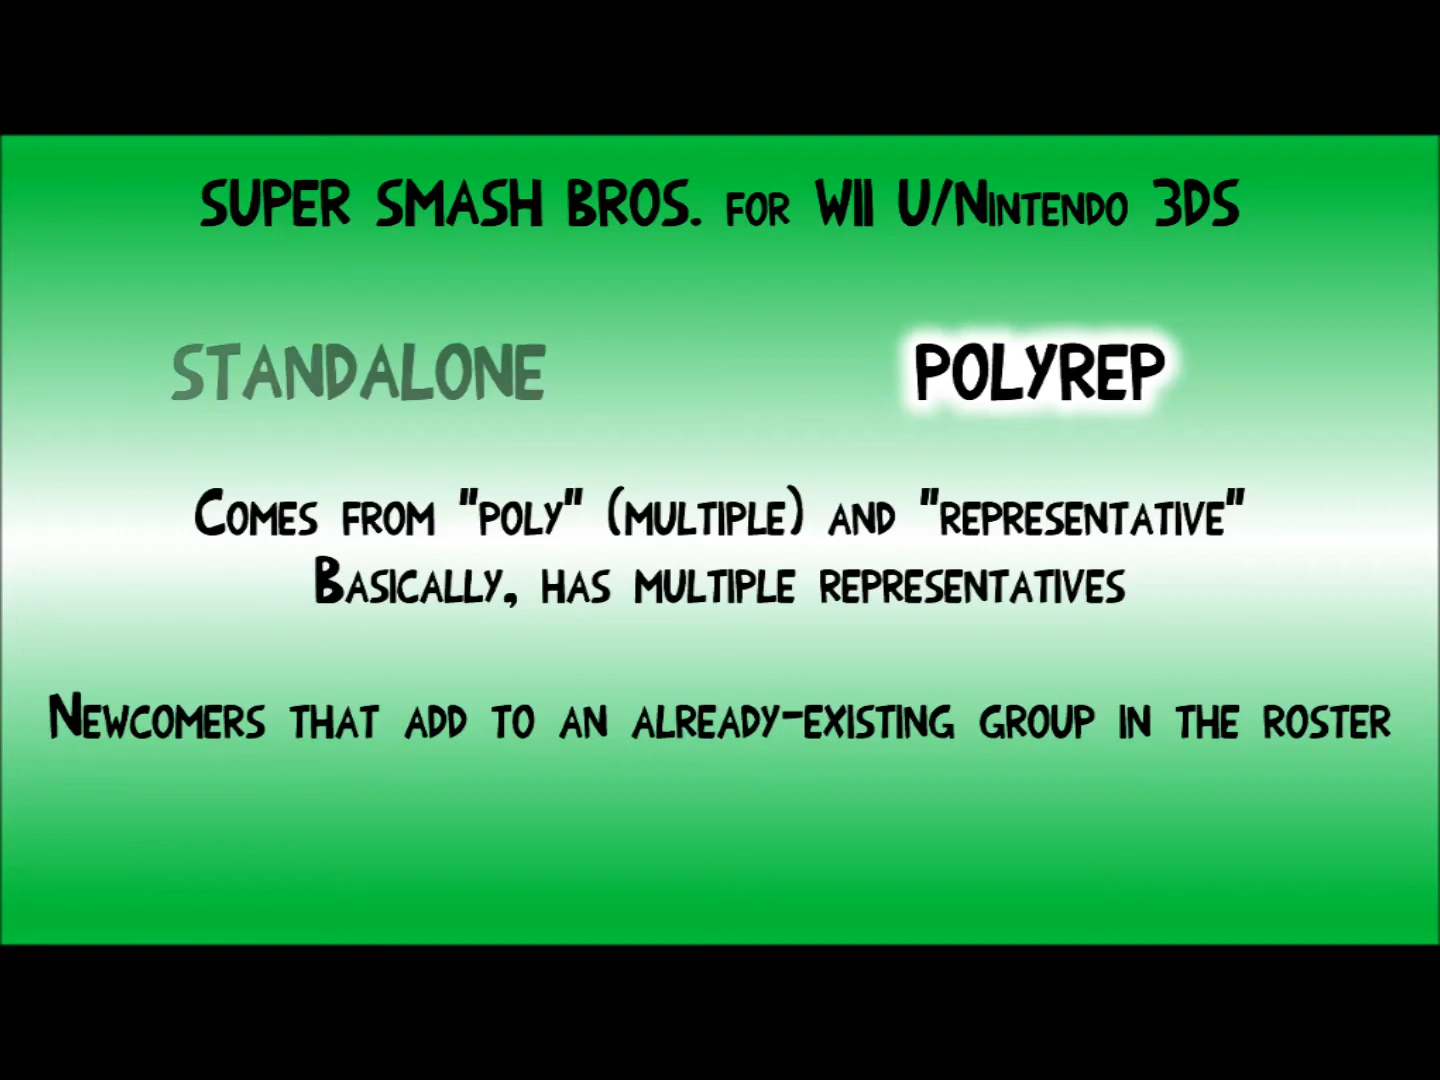 SUPER SMASH BROS. FOR WII U/NINTENDO 3DS
STANDALONE POLYREP
COMES FROM "POLY" (MULTIPLE) AND "REPRESENTATIVE"
BASICALLY, HAS MULTIPLE REPRESENTATIVES
NEWCOMERS THAT ADD TO AN ALREADY-EXISTING GROUP IN THE ROSTER